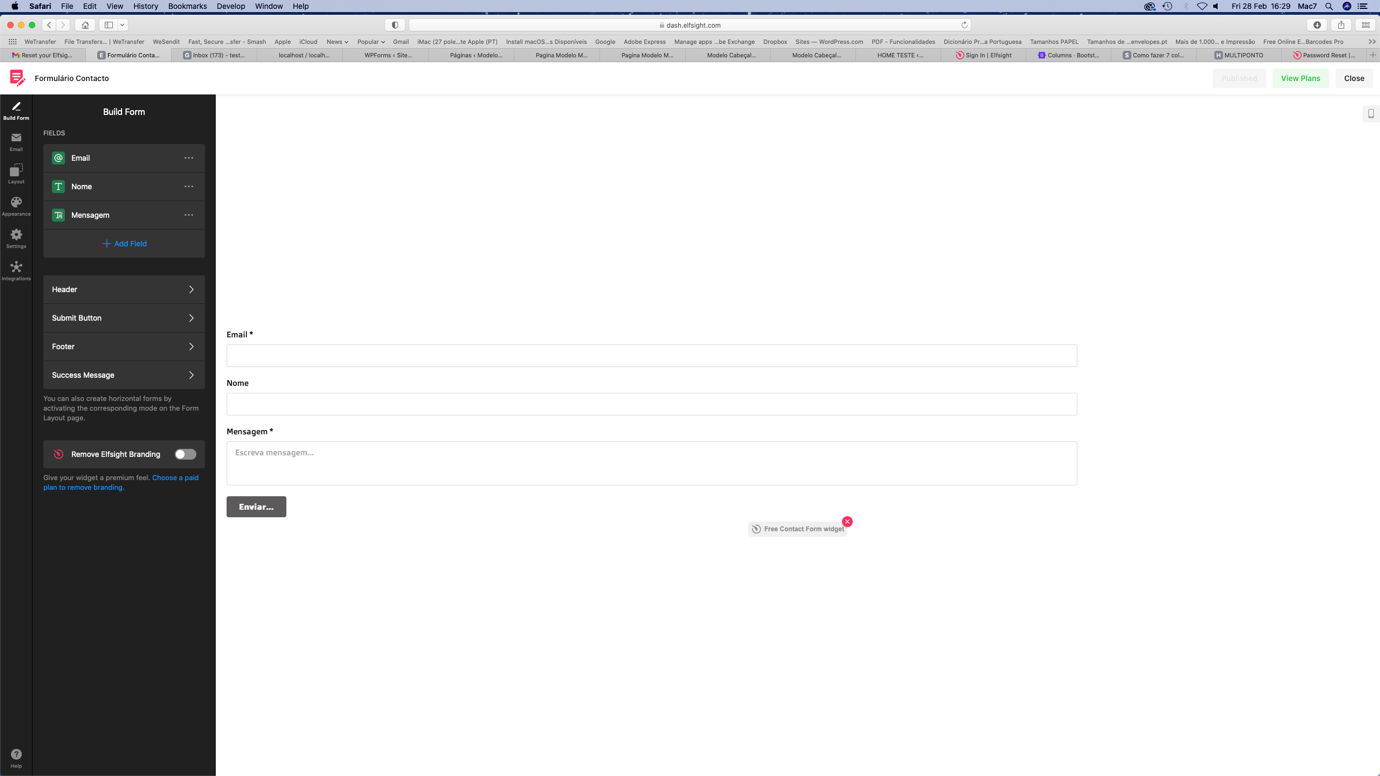 Safari File Edit View History Bookmarks Develop Window Help
Fri 28 Feb 16:29 Mac7
dash.elfsight.com
WeTransfer File Transfers... | WeTransfer WeSendit Fast, Secure ...sfer - Smash Apple iCloud News Popular Gmail iMac (27 pole...te Apple (PT) Install macOS...s Disponíveis Google Adobe Express Manage apps ...be Exchange Dropbox Sites — WordPress.com PDF - Funcionalidades Dicionário Pr...a Portuguesa Tamanhos PAPEL Tamanhos de ...envelopes.pt Mais de 1.000... e Impressão Free Online E...Barcodes Pro
Reset your Elfsig... Formulário Conta... Inbox (173) - test... localhost / localh... WPForms ‹ Site... Páginas ‹ Modelo... Pagina Modelo M... Pagina Modelo M... Modelo Cabeçal... Modelo Cabeçal... HOME TESTE ‹... Sign In | Elfsight Columns · Bootst... Como fazer 7 col... MULTIPONTO Password Reset (...
Formulário Contacto
Published
View Plans
Close
Build Form
Email
Layout
Appearance
Settings
Integrations
Help
Build Form
FIELDS
Email
Nome
Mensagem
Add Field
Header
Submit Button
Footer
Success Message
You can also create horizontal forms by
activating the corresponding mode on the Form
Layout page.
Remove Elfsight Branding
Give your widget a premium feel. Choose a paid
plan to remove branding.
Email *
Nome
Mensagem *
Escreva mensagem...
Enviar...
Free Contact Form widget